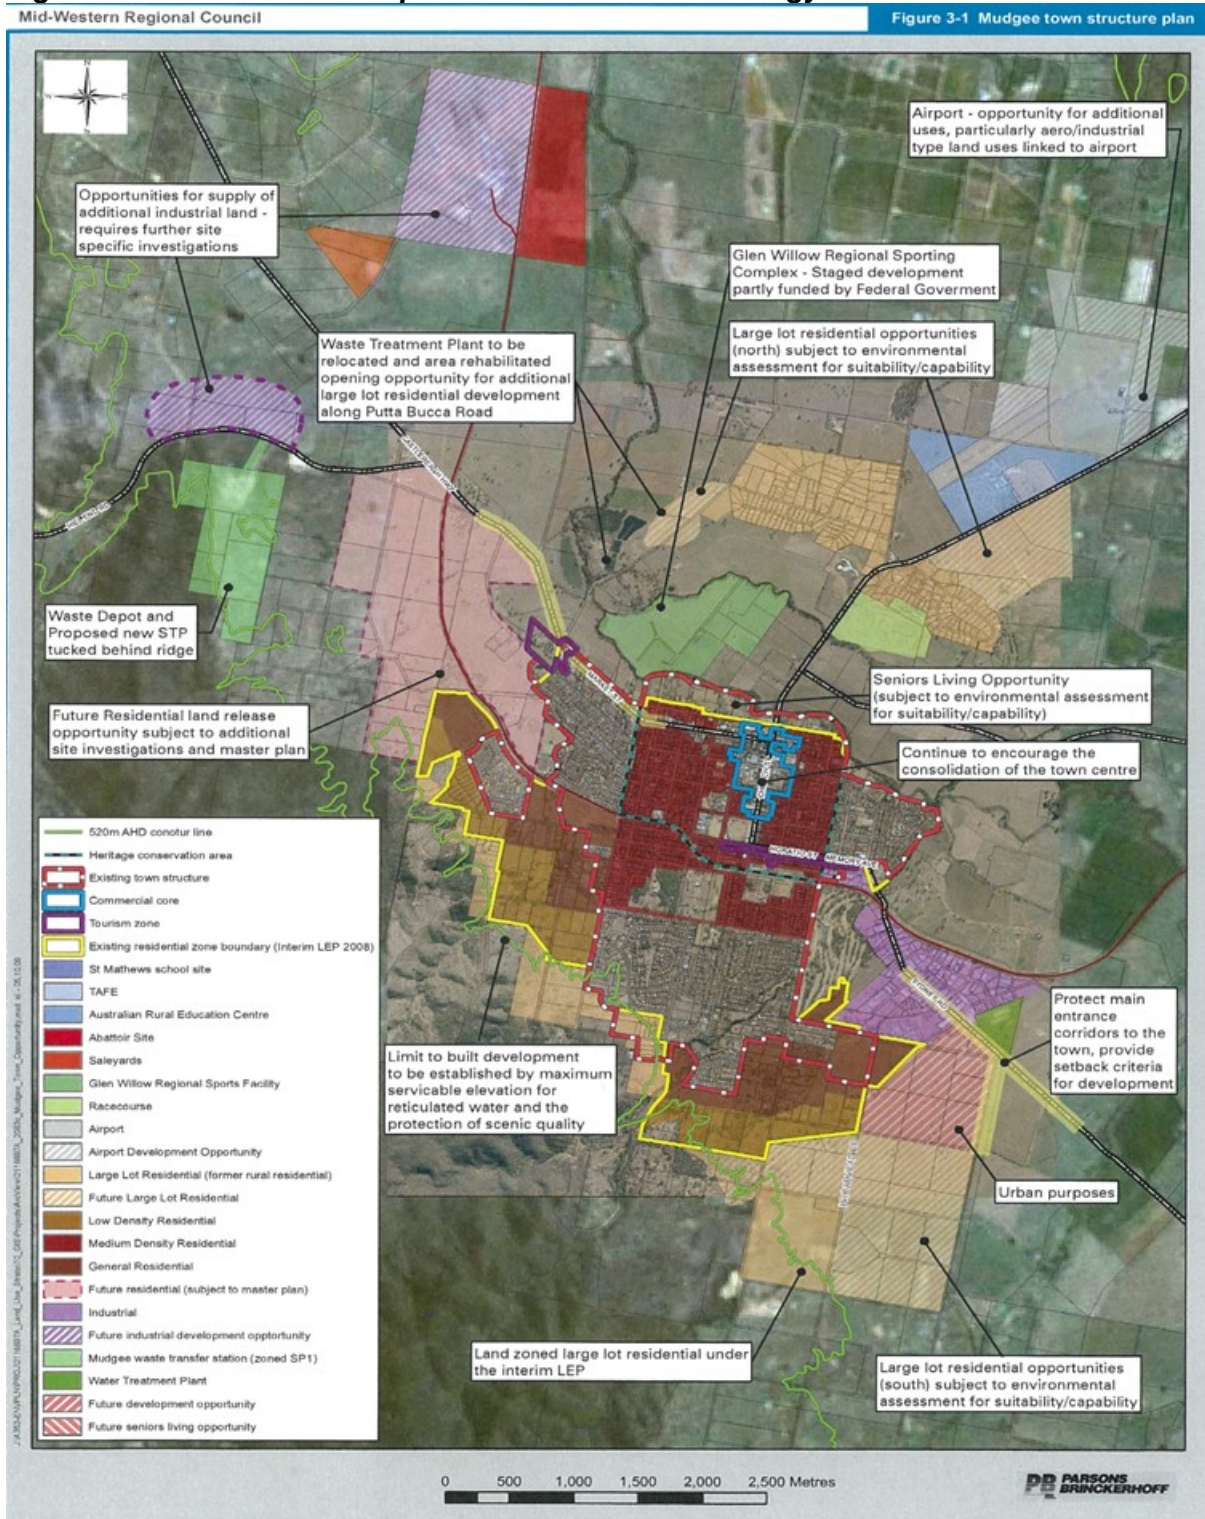 Mid-Western Regional Council
Figure 3-1 Mudgee town structure plan
N
W
E
S
Airport - opportunity for additional
uses, particularly aero/industrial
type land uses linked to airport
Opportunities for supply of
additional industrial land -
requires further site
specific investigations
Glen Willow Regional Sporting
Complex - Staged development
partly funded by Federal Goverment
Large lot residential opportunities
(north) subject to environmental
assessment for suitability/capability
Waste Treatment Plant to be
relocated and area rehabilitated
opening opportunity for additional
large lot residential development
along Putta Bucca Road
CASTLEREAGH HWY
HILL END RD
Waste Depot and
Proposed new STP
tucked behind ridge
MARKET ST
Seniors Living Opportunity
(subject to environmental assessment
for suitability/capability)
Future Residential land release
opportunity subject to additional
site investigations and master plan
Continue to encourage the
consolidation of the town centre
HORATIO ST
MEMORY AVE
SYDNEY RD
520m AHD conotur line
Heritage conservation area
Existing town structure
Commercial core
Tourism zone
Existing residential zone boundary (Interim LEP 2008)
St Mathews school site
TAFE
Australian Rural Education Centre
Abattoir Site
Saleyards
Glen Willow Regional Sports Facility
Racecourse
Airport
Airport Development Opportunity
Large Lot Residential (former rural residential)
Future Large Lot Residential
Low Density Residential
Medium Density Residential
General Residential
Future residential (subject to master plan)
Industrial
Future industrial development opptortunity
Mudgee waste transfer station (zoned SP1)
Water Treatment Plant
Future development opportunity
Future seniors living opportunity
Limit to built development
to be established by maximum
servicable elevation for
reticulated water and the
protection of scenic quality
Protect main
entrance
corridors to the
town, provide
setback criteria
for development
Urban purposes
Land zoned large lot residential under
the interim LEP
Large lot residential opportunities
(south) subject to environmental
assessment for suitability/capability
0 500 1,000 1,500 2,000 2,500 Metres
PB PARSONS
BRINCKERHOFF